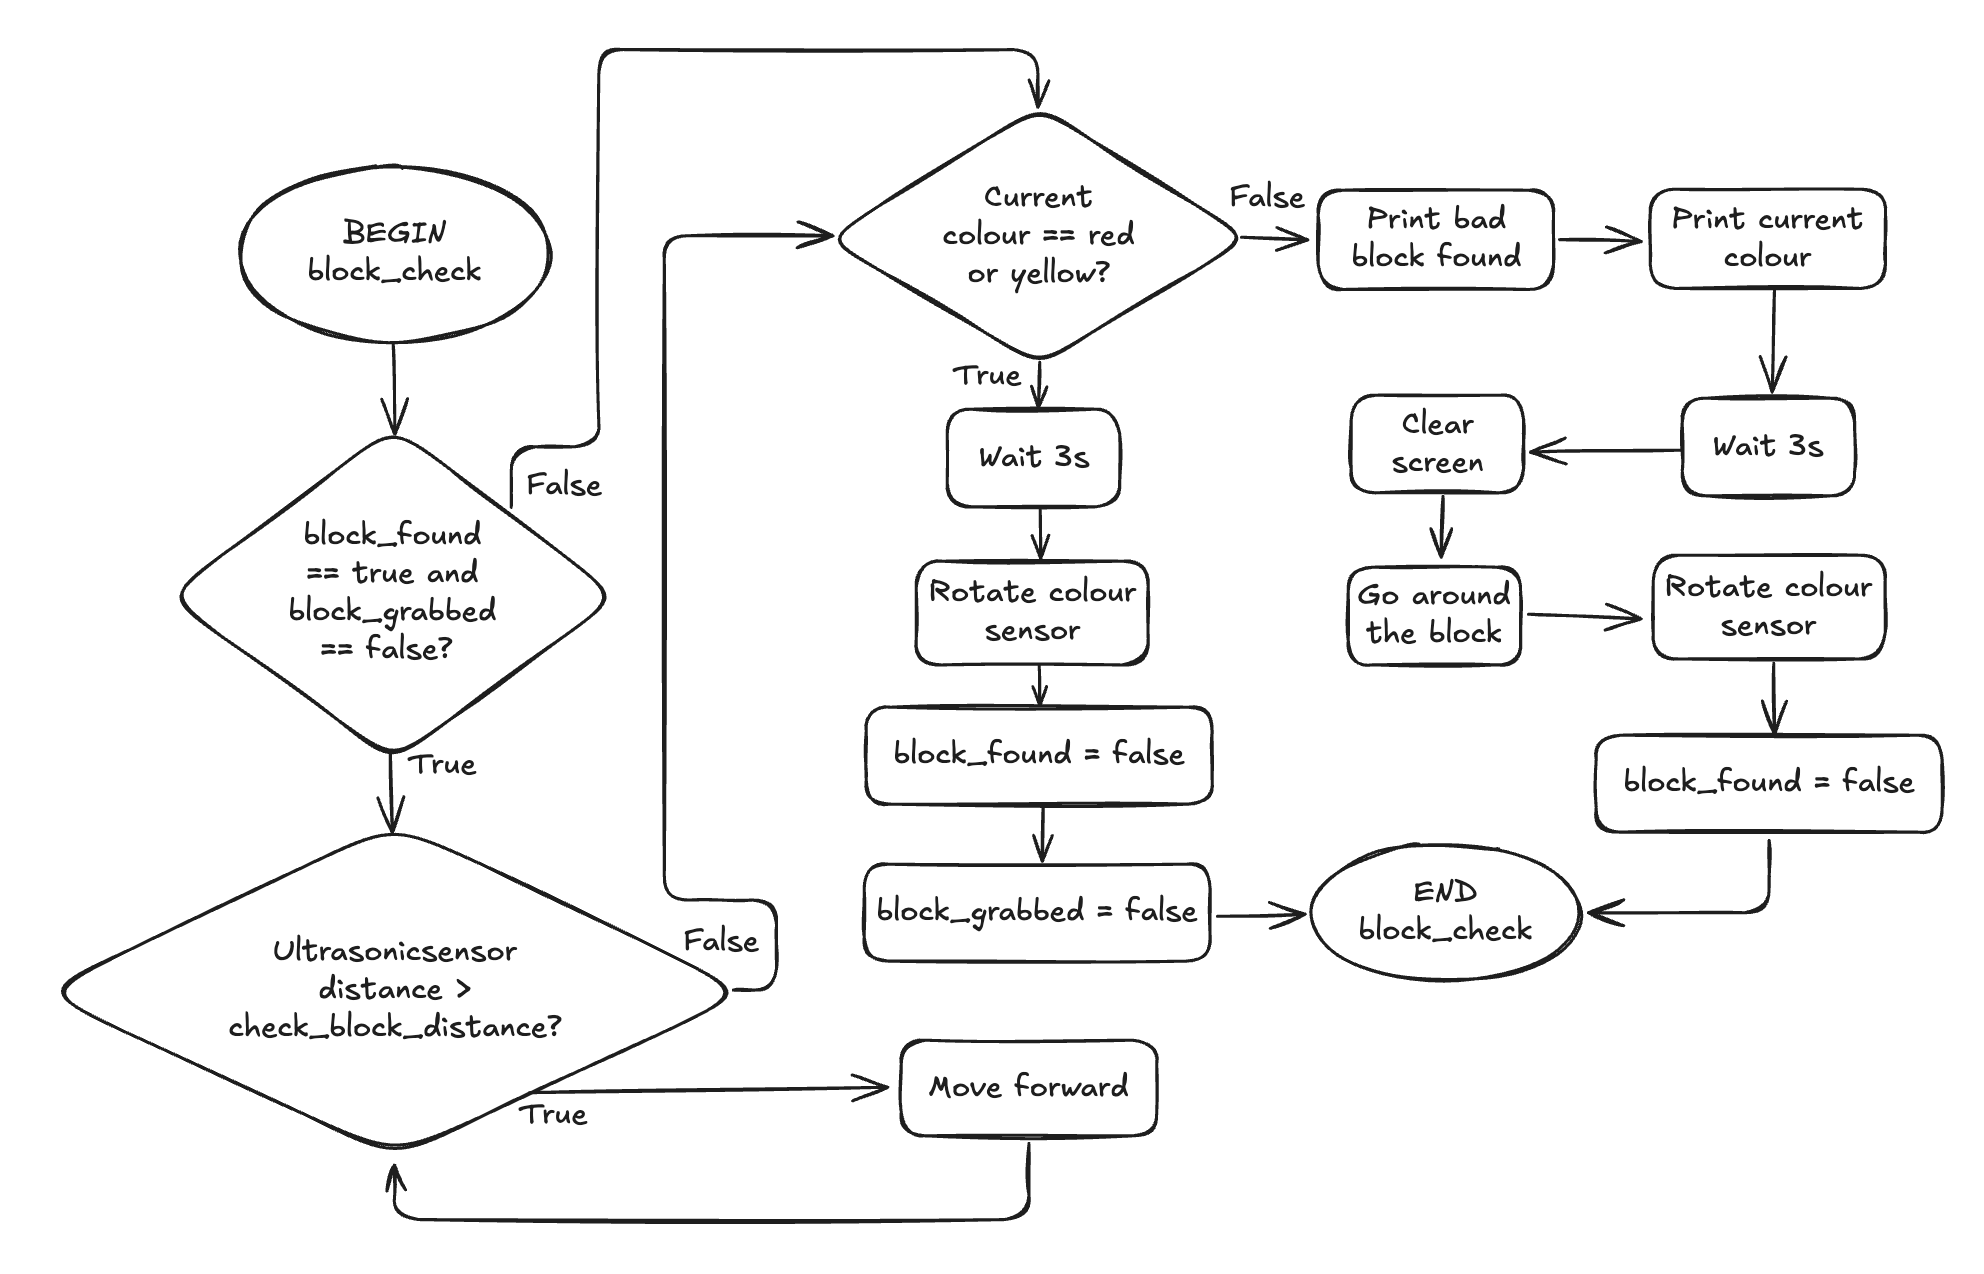 BEGIN
block_check
block_found
== true and
block_grabbed
== false?
False
True
Ultrasonicsensor
distance >
check_block_distance?
False
True
Move forward
Current
colour == red
or yellow?
False
True
Wait 3s
Rotate colour
sensor
block_found = false
block_grabbed = false
Print bad
block found
Print current
colour
Wait 3s
Clear
screen
Go around
the block
Rotate colour
sensor
block_found = false
END
block_check